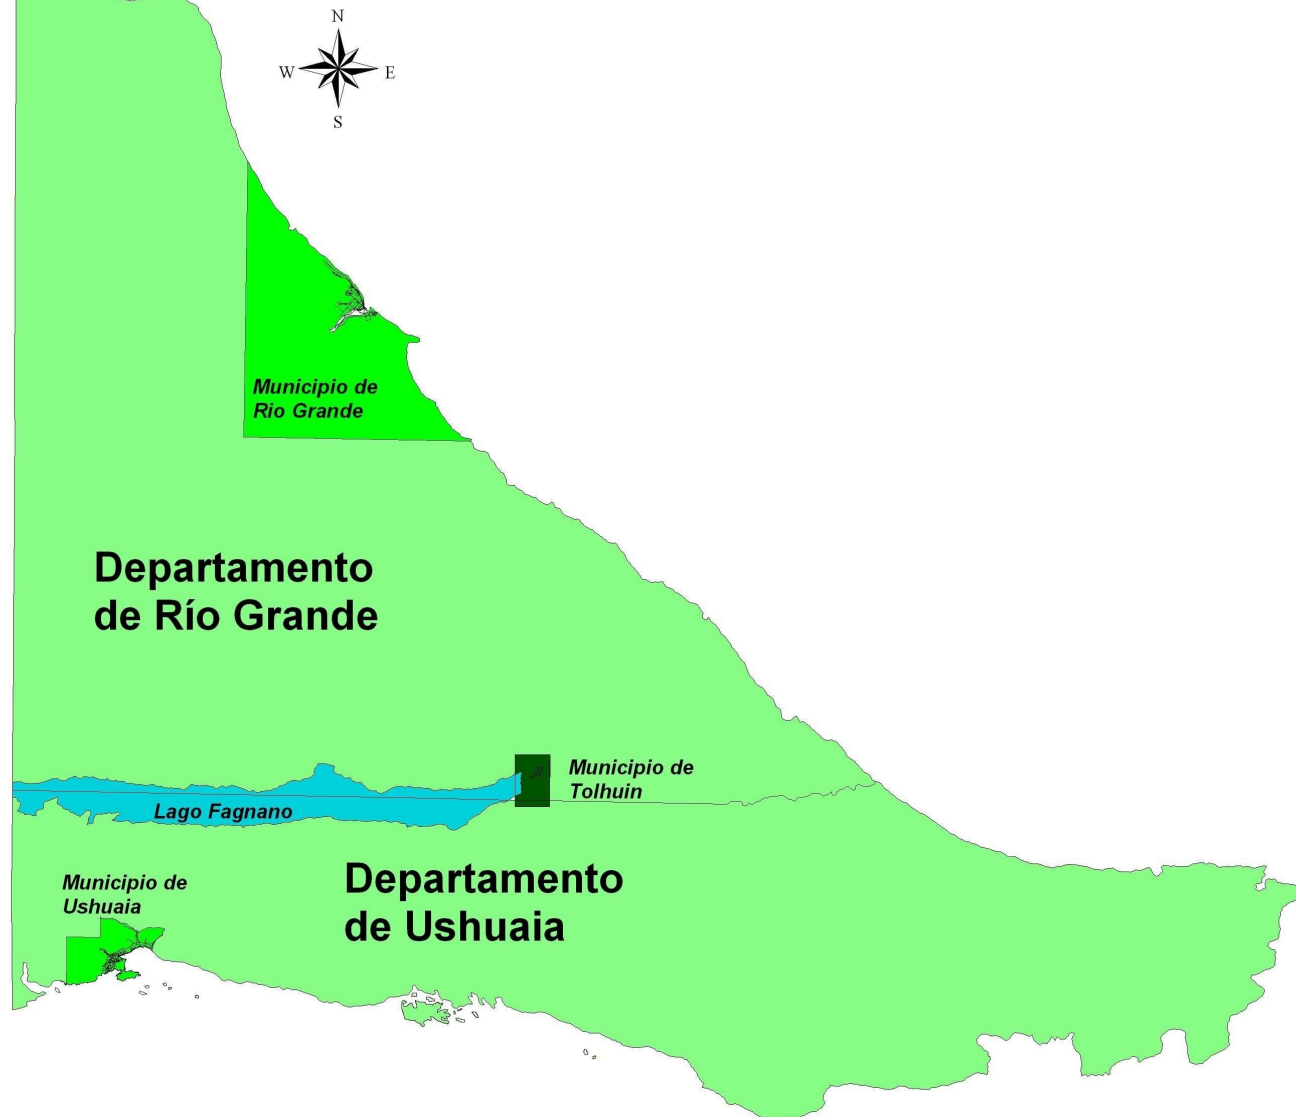 N
W E
S
Municipio de
Rio Grande
Departamento
de Río Grande
Municipio de
Tolhuin
Lago Fagnano
Departamento
de Ushuaia
Municipio de
Ushuaia